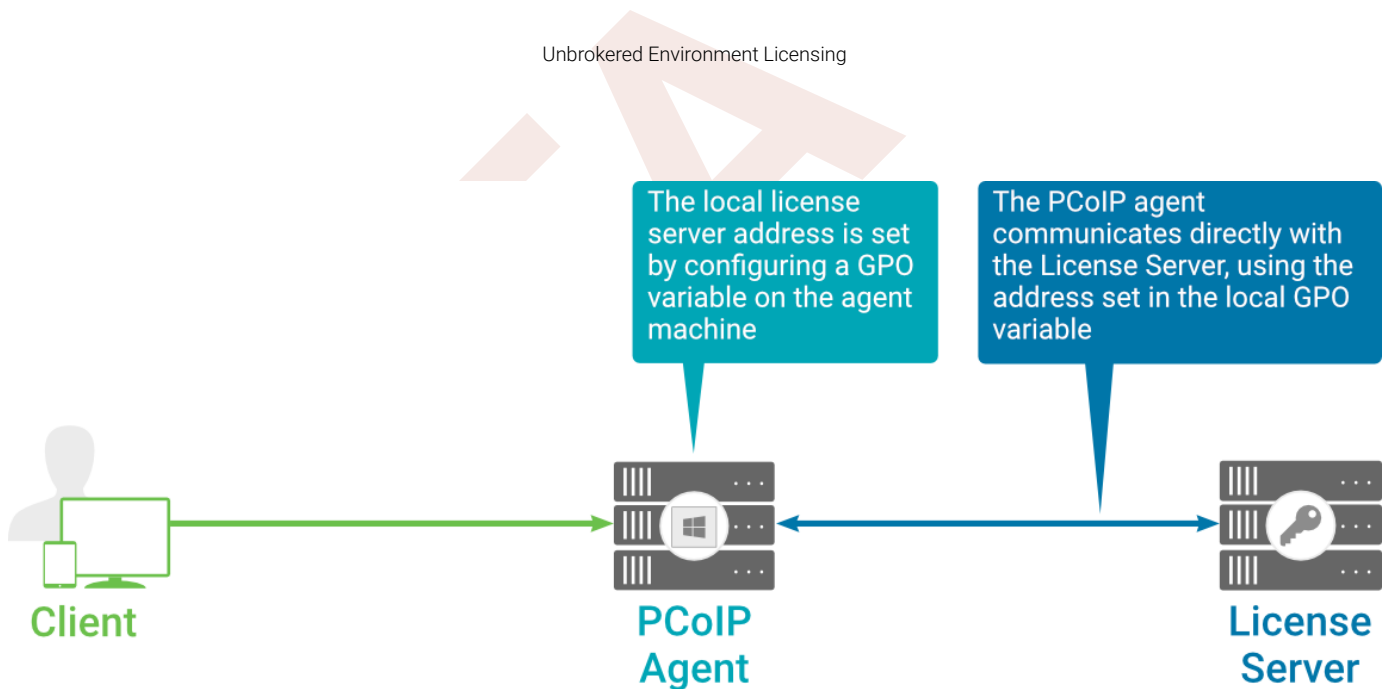 Unbrokered Environment Licensing
The local license
server address is set
by configuring a GPO
variable on the agent
machine
The PCoIP agent
communicates directly with
the License Server, using the
address set in the local GPO
variable
Client
PCoIP
Agent
License
Server